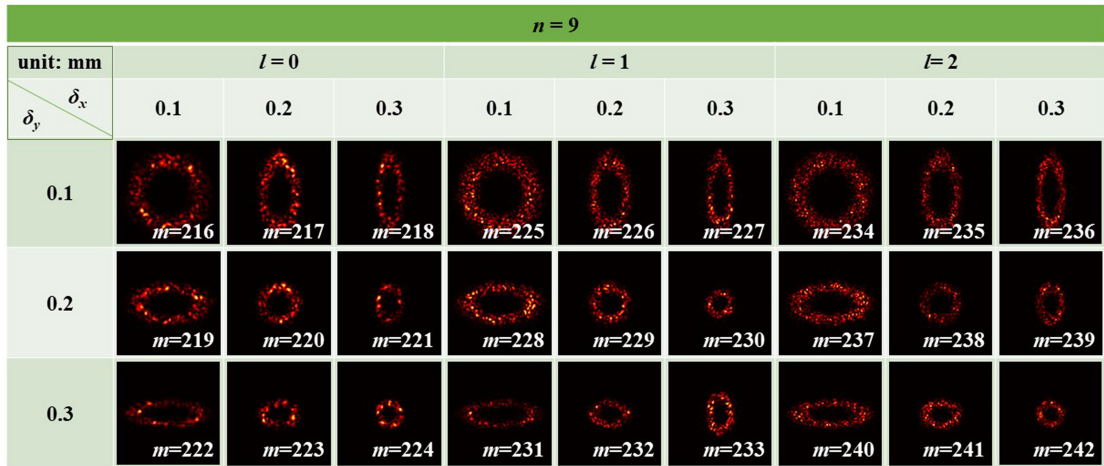 n = 9
unit: mm l = 0 l = 1 l= 2
δx
δy
0.1 0.2 0.3 0.1 0.2 0.3 0.1 0.2 0.3
0.1
m=216 m=217 m=218 m=225 m=226 m=227 m=234 m=235 m=236
0.2
m=219 m=220 m=221 m=228 m=229 m=230 m=237 m=238 m=239
0.3
m=222 m=223 m=224 m=231 m=232 m=233 m=240 m=241 m=242